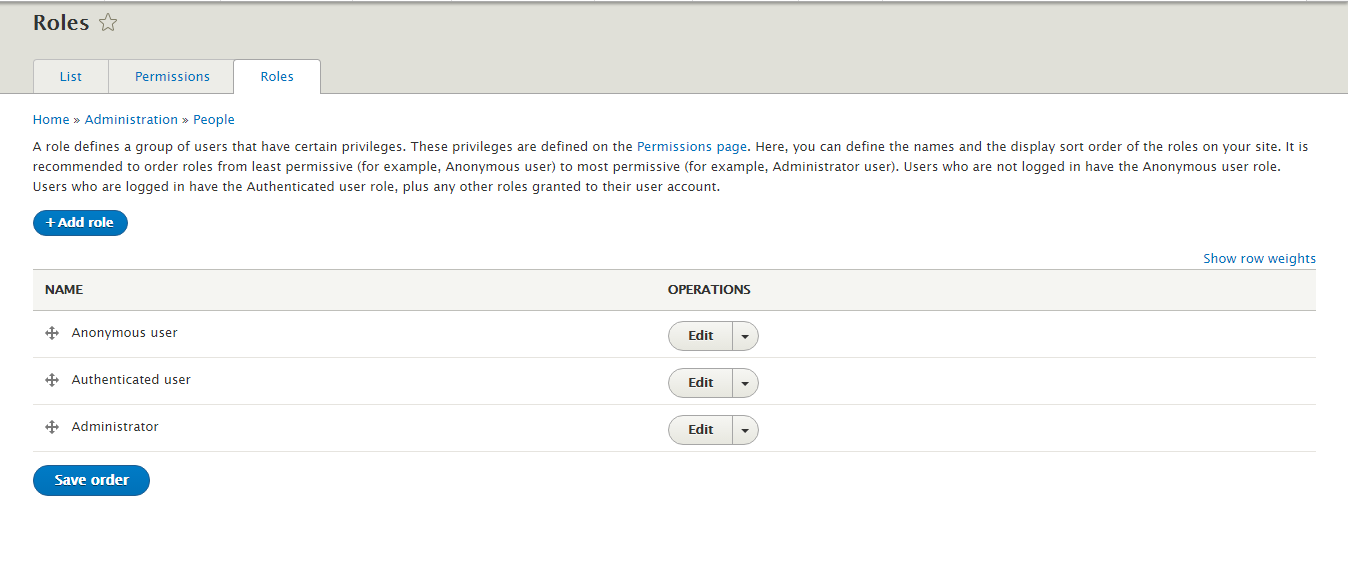 Roles
List Permissions Roles
Home » Administration » People
A role defines a group of users that have certain privileges. These privileges are defined on the Permissions page. Here, you can define the names and the display sort order of the roles on your site. It is
recommended to order roles from least permissive (for example, Anonymous user) to most permissive (for example, Administrator user). Users who are not logged in have the Anonymous user role.
Users who are logged in have the Authenticated user role, plus any other roles granted to their user account.
+ Add role
Show row weights
NAME OPERATIONS
Anonymous user Edit
Authenticated user Edit
Administrator Edit
Save order